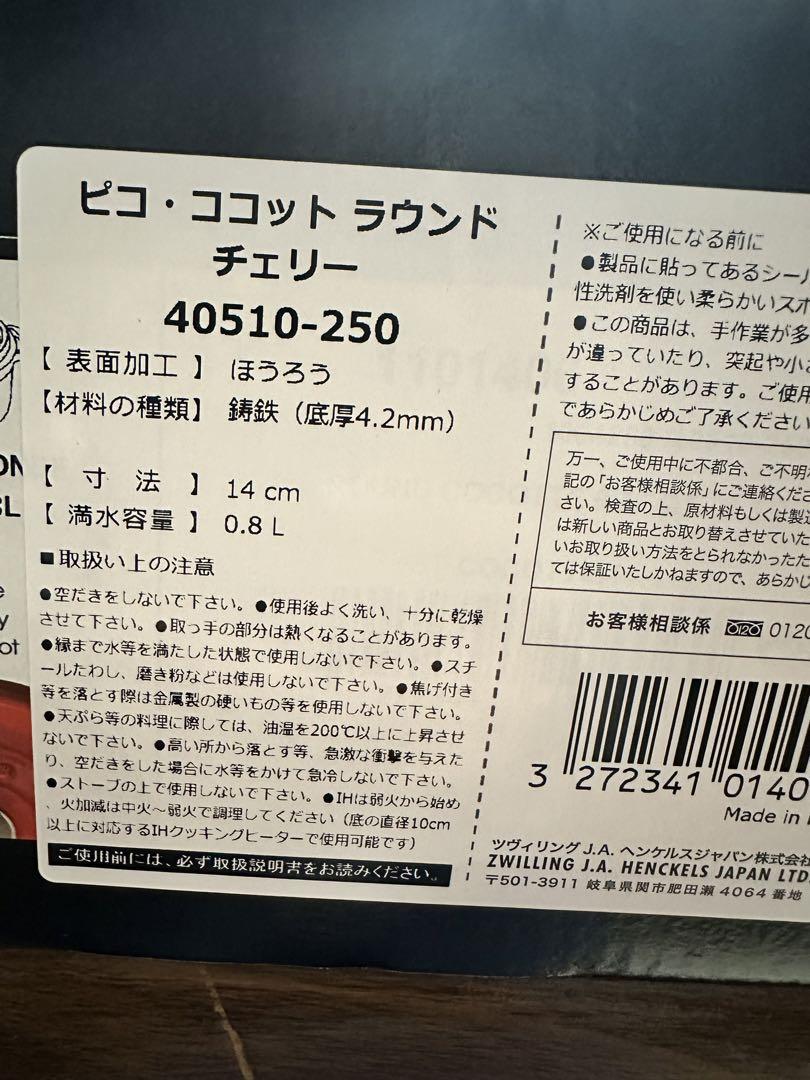 ピコ・ココット ラウンド
チェリー
40510-250
【 表面加工 】 ほうろう
【材料の種類】 鋳鉄（底厚4.2mm）
【 寸 法 】 14 cm
【 満水容量 】 0.8 L
■取扱い上の注意
●空だきをしないで下さい。●使用後よく洗い、十分に乾燥
させて下さい。●取っ手の部分は熱くなることがあります。
●縁まで水等を満たした状態で使用しないで下さい。●スチ
ールたわし、磨き粉などは使用しないで下さい。●焦げ付き
等を落とす際は金属製の硬いもの等を使用しないで下さい。
●天ぷら等の料理に際しては、油温を200℃以上に上昇させ
ないで下さい。●高い所から落とす等、急激な衝撃を与えた
り、空だきをした場合に水等をかけて急冷しないで下さい。
●ストーブの上で使用しないで下さい。●IHは弱火から始め
、火加減は中火～弱火で調理してください（底の直径10cm
以上に対応するIHクッキングヒーターで使用可能です）
ご使用前には、必ず取扱説明書をお読みください。
※ご使用になる前に
●製品に貼ってあるシール
性洗剤を使い柔らかいスポ
●この商品は、手作業が多
が違っていたり、突起や小さ
することがあります。ご使用
であらかじめご了承ください
万一、ご使用中に不都合、ご不明な
記の「お客様相談係」にご連絡くださ
さい。検査の上、原材料もしくは製造
は新しい商品とお取り替えさせていた
いお取り扱い方法をとられなかったた
ては保証いたしかねますので、あらかじ
お客様相談係 0120
3 272341 0140
Made in
ツヴィリング J.A. ヘンケルスジャパン株式会社
ZWILLING J.A. HENCKELS JAPAN LTD.
〒501-3911 岐阜県関市肥田瀬 4064 番地